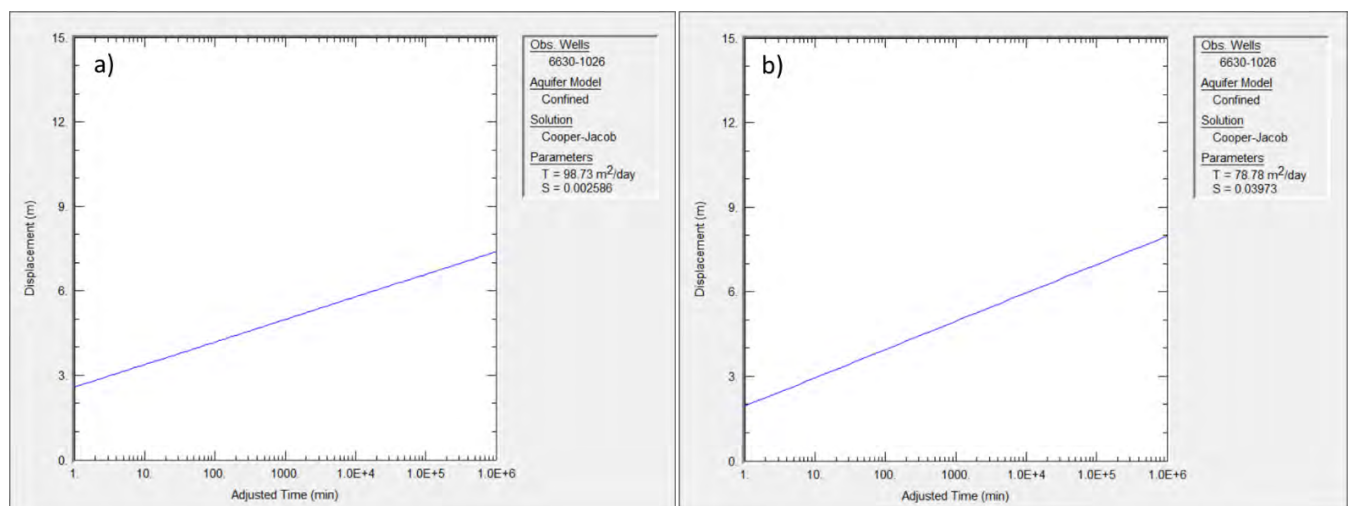 a)
15.
12.
9.
6.
3.
0.
Displacement (m)
1.
10.
100.
1000.
1.0E+4
1.0E+5
1.0E+6
Adjusted Time (min)
Obs. Wells
6630-1026
Aquifer Model
Confined
Solution
Cooper-Jacob
Parameters
T = 98.73 m²/day
S = 0.002586
b)
15.
12.
9.
6.
3.
0.
Displacement (m)
1.
10.
100.
1000.
1.0E+4
1.0E+5
1.0E+6
Adjusted Time (min)
Obs. Wells
6630-1026
Aquifer Model
Confined
Solution
Cooper-Jacob
Parameters
T = 78.78 m²/day
S = 0.03973